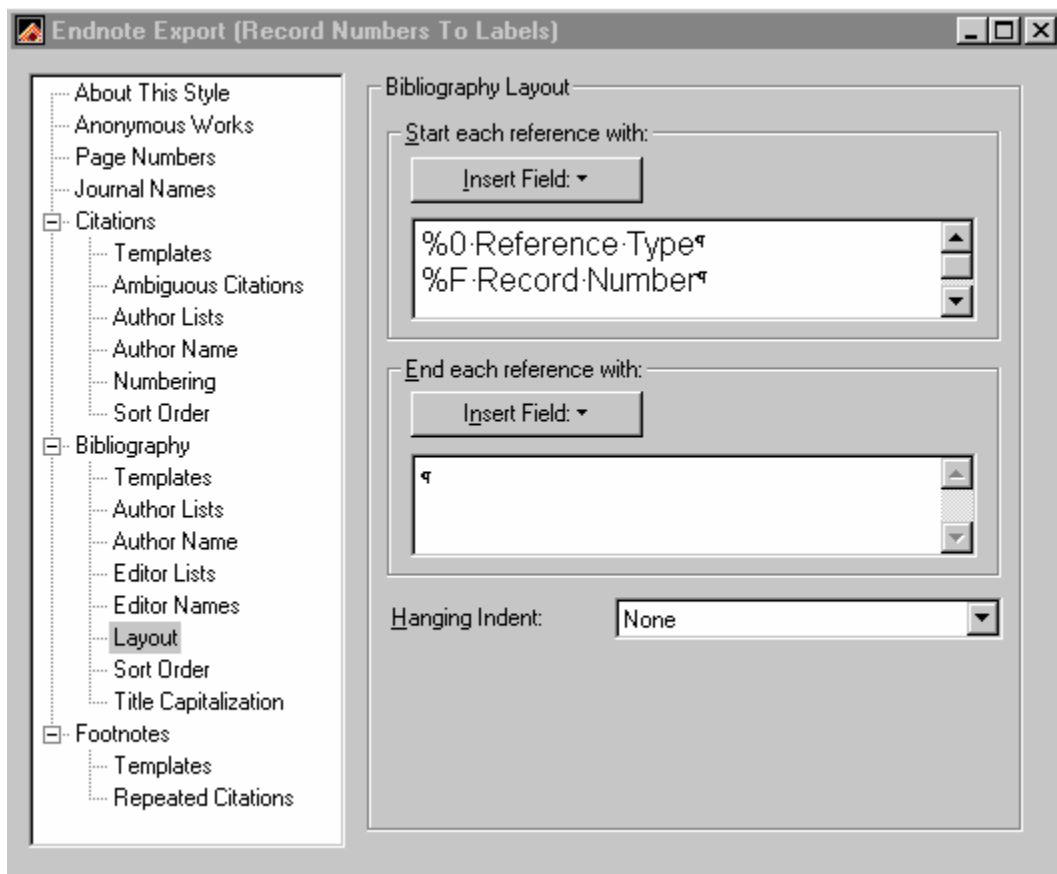 Endnote Export (Record Numbers To Labels)
About This Style
Anonymous Works
Page Numbers
Journal Names
Citations
Templates
Ambiguous Citations
Author Lists
Author Name
Numbering
Sort Order
Bibliography
Templates
Author Lists
Author Name
Editor Lists
Editor Names
Layout
Sort Order
Title Capitalization
Footnotes
Templates
Repeated Citations
Bibliography Layout
Start each reference with:
Insert Field:
%0·Reference·Type¶
%F·Record·Number¶
End each reference with:
Insert Field:
¶
Hanging Indent: None